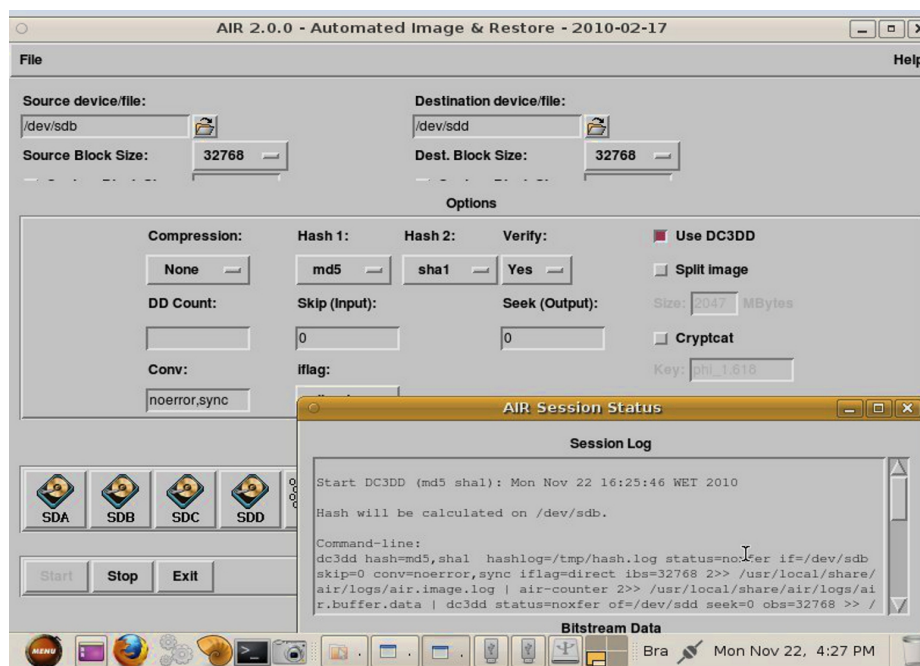 AIR 2.0.0 - Automated Image & Restore - 2010-02-17
File Help
Source device/file: Destination device/file:
/dev/sdb /dev/sdd
Source Block Size: 32768 Dest. Block Size: 32768
Options
Compression: Hash 1: Hash 2: Verify: Use DC3DD
None md5 sha1 Yes Split image
DD Count: Skip (Input): Seek (Output): Size: 2047 MBytes
0 0 Cryptcat
Conv: iflag: Key: phi_1.618
noerror,sync
AIR Session Status
Session Log
Start DC3DD (md5 sha1): Mon Nov 22 16:25:46 WET 2010
Hash will be calculated on /dev/sdb.
Command-line:
dc3dd hash=md5,sha1 hashlog=/tmp/hash.log status=noxfer if=/dev/sdb
skip=0 conv=noerror,sync iflag=direct ibs=32768 2>> /usr/local/share/
air/logs/air.image.log | air-counter 2>> /usr/local/share/air/logs/ai
r.buffer.data | dc3dd status=noxfer of=/dev/sdd seek=0 obs=32768 >> /
SDA SDB SDC SDD
Start Stop Exit
Bitstream Data
MENU Bra Mon Nov 22, 4:27 PM